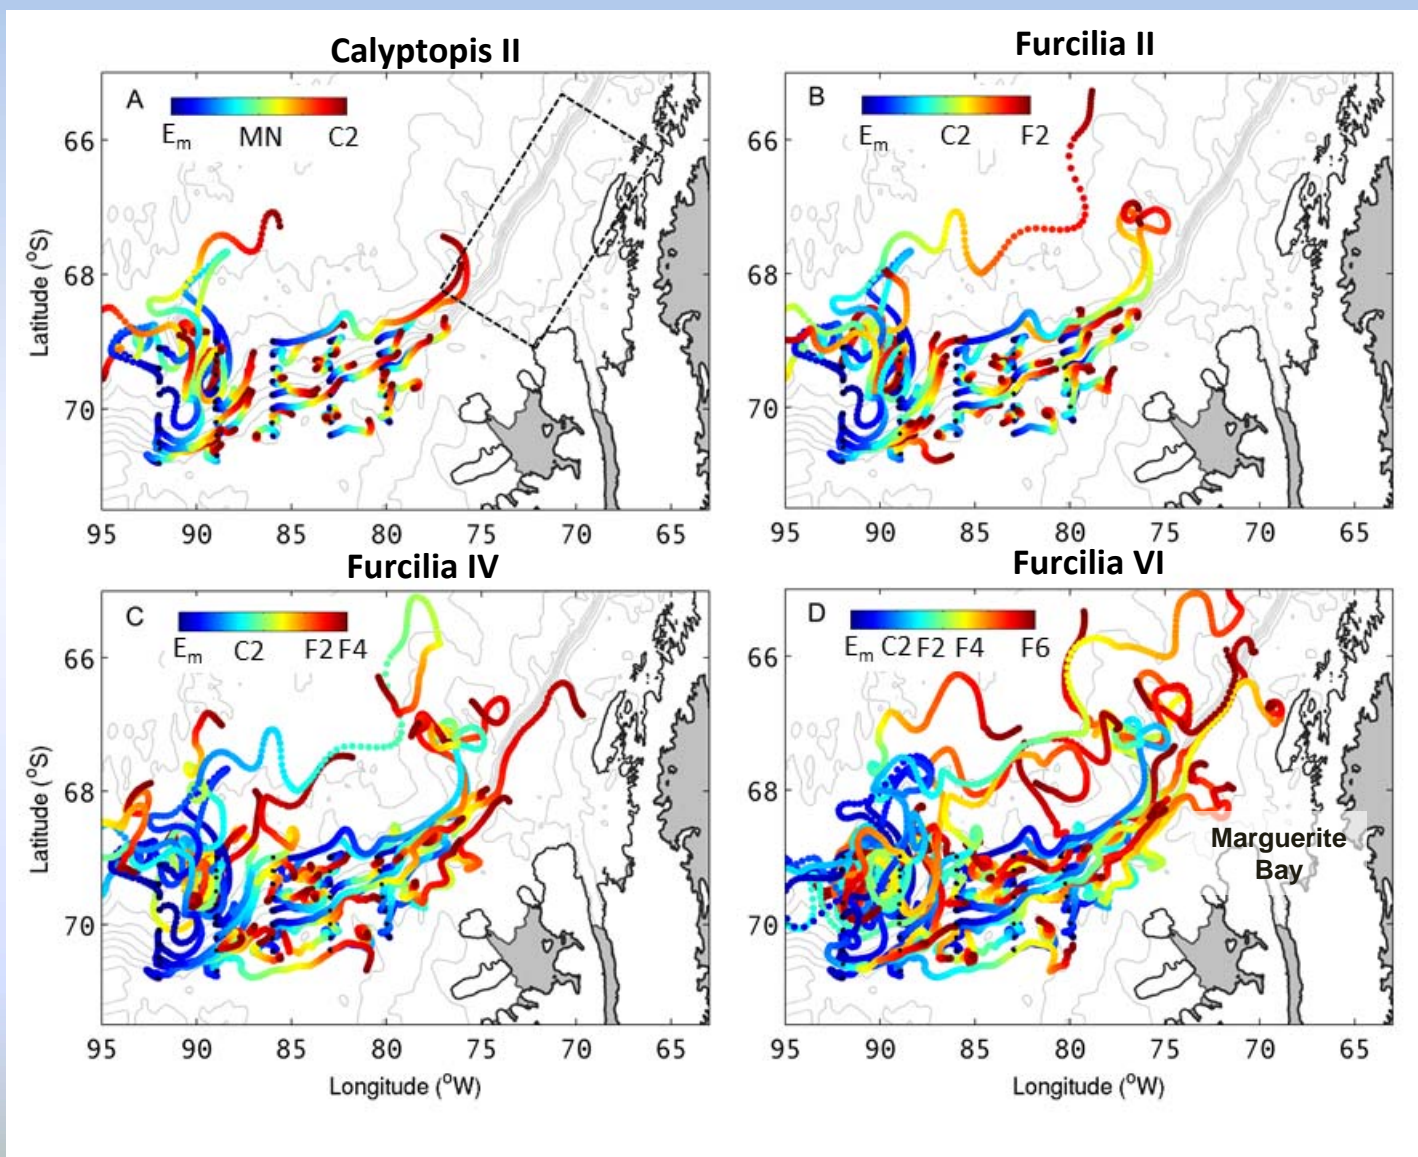 Calyptopis II
A
Em MN C2
66
68
70
Latitude (°S)
95 90 85 80 75 70 65
Furcilia II
B
Em C2 F2
66
68
70
95 90 85 80 75 70 65
Furcilia IV
C
Em C2 F2 F4
66
68
70
Latitude (°S)
95 90 85 80 75 70 65
Longitude (°W)
Furcilia VI
D
Em C2 F2 F4 F6
66
68
70
Marguerite
Bay
95 90 85 80 75 70 65
Longitude (°W)